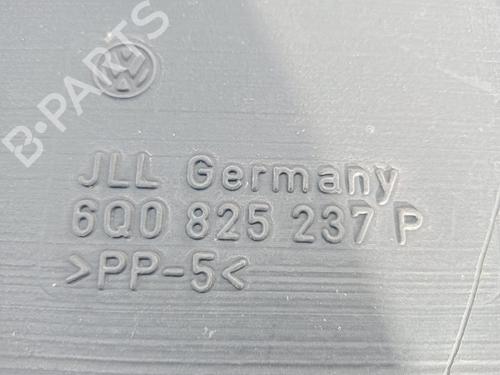 B-PARTS
JLL Germany
6Q0 825 237 P
>PP-5<